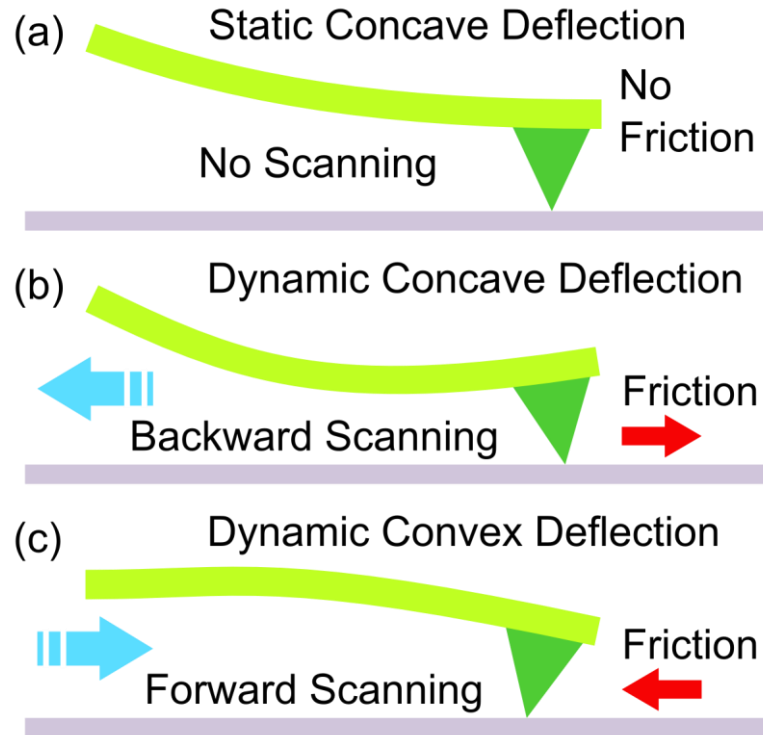 (a)
Static Concave Deflection
No
Friction
No Scanning
(b)
Dynamic Concave Deflection
Friction
Backward Scanning
(c)
Dynamic Convex Deflection
Friction
Forward Scanning